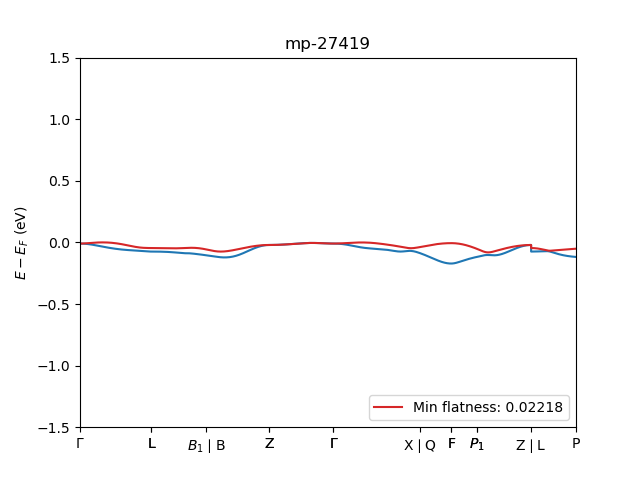 mp-27419
E − E_F (eV)
1.5
1.0
0.5
0.0
−0.5
−1.0
−1.5
Min flatness: 0.02218
Γ L B₁ | B Z Γ X | Q F P₁ Z | L P